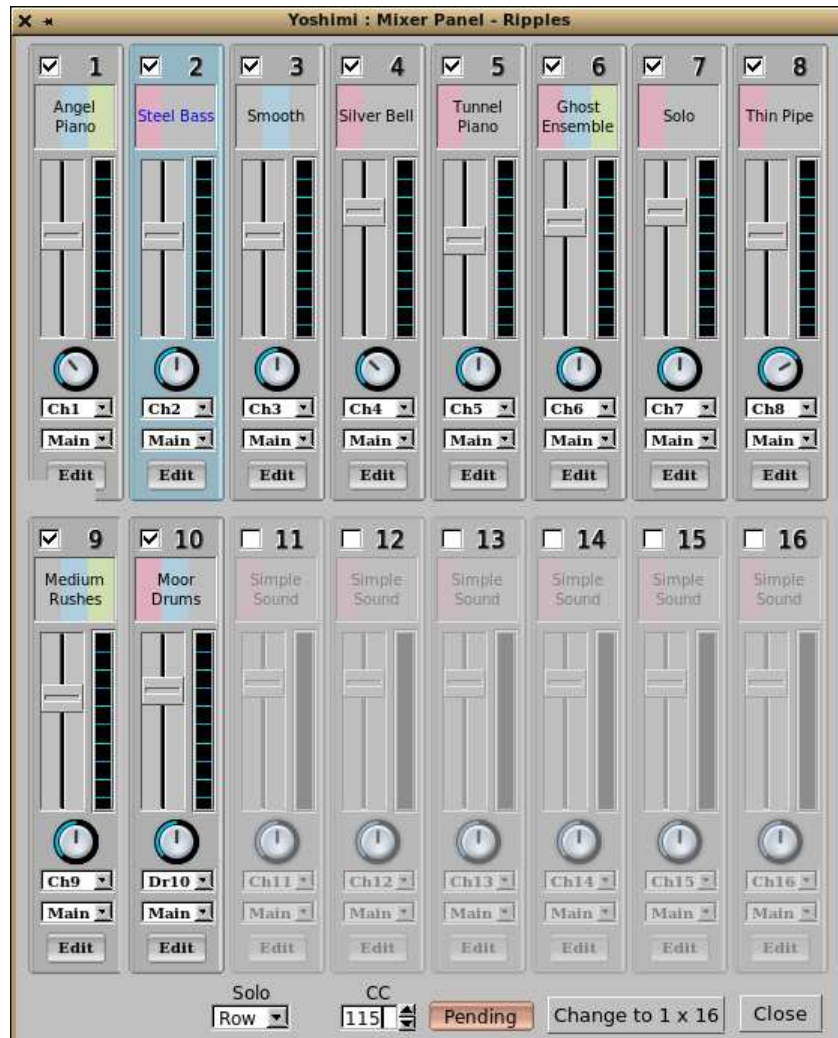 Yoshimi : Mixer Panel - Ripples
1 2 3 4 5 6 7 8
Angel Piano Steel Bass Smooth Silver Bell Tunnel Piano Ghost Ensemble Solo Thin Pipe
Ch1 Ch2 Ch3 Ch4 Ch5 Ch6 Ch7 Ch8
Main Main Main Main Main Main Main Main
Edit Edit Edit Edit Edit Edit Edit Edit
9 10 11 12 13 14 15 16
Medium Rushes Moor Drums Simple Sound Simple Sound Simple Sound Simple Sound Simple Sound Simple Sound
Ch9 Dr10 Ch11 Ch12 Ch13 Ch14 Ch15 Ch16
Main Main Main Main Main Main Main Main
Edit Edit Edit Edit Edit Edit Edit Edit
Solo CC
Row 115 Pending Change to 1 x 16 Close